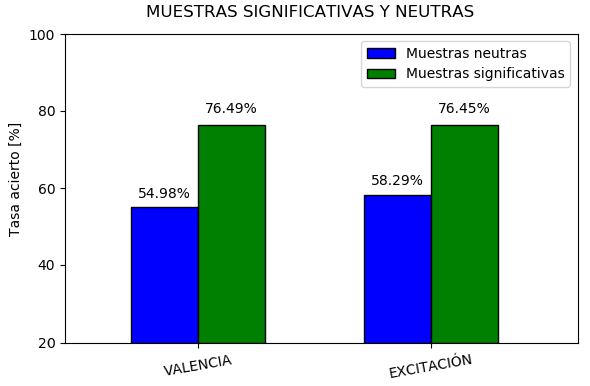 MUESTRAS SIGNIFICATIVAS Y NEUTRAS
100
80
60
40
20
Tasa acierto [%]
Muestras neutras
Muestras significativas
54.98%
76.49%
58.29%
76.45%
VALENCIA
EXCITACIÓN